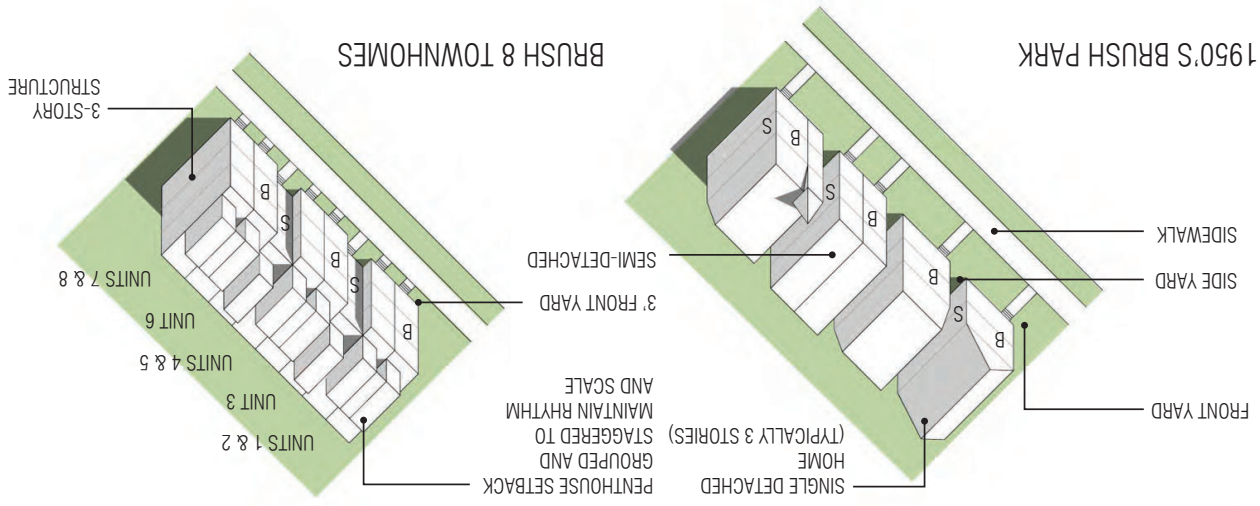 FRONT YARD
SIDE YARD
SIDEWALK
SINGLE DETACHED
HOME
(TYPICALLY 3 STORIES)
SEMI-DETACHED
B
S
B
B
S
B
S
1950'S BRUSH PARK
PENTHOUSE SETBACK
GROUPED AND
STAGGERED TO
MAINTAIN RHYTHM
AND SCALE
3' FRONT YARD
UNITS 1 & 2
UNIT 3
UNITS 4 & 5
UNIT 6
UNITS 7 & 8
B
S
B
B
S
B
3-STORY
STRUCTURE
BRUSH 8 TOWNHOMES